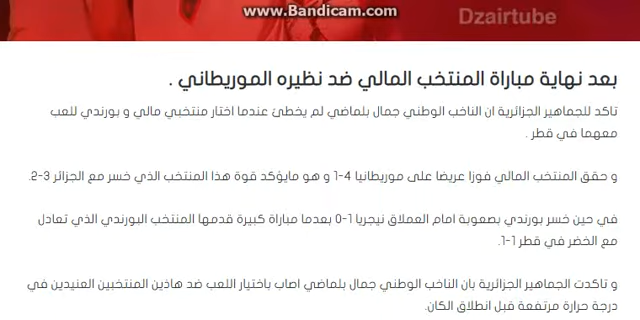 www.Bandicam.com
Dzairtube
بعد نهاية مباراة المنتخب المالي ضد نظيره الموريطاني .
تاكد للجماهير الجزائرية ان الناخب الوطني جمال بلماضي لم يخطئ عندما اختار منتخبي مالي و بورندي للعب
معهما في قطر .
و حقق المنتخب المالي فوزا عريضا على موريطانيا 4-1 و هو مايؤكد قوة هذا المنتخب الذي خسر مع الجزائر 3-2.
في حين خسر بورندي بصعوبة امام العملاق نيجريا 1-0 بعدما مباراة كبيرة قدمها المنتخب البورندي الذي تعادل
مع الخضر في قطر 1-1.
و تاكدت الجماهير الجزائرية بان الناخب الوطني جمال بلماضي اصاب باختيار اللعب ضد هاذين المنتخبين العنيدين في
درجة حرارة مرتفعة قبل انطلاق الكان.